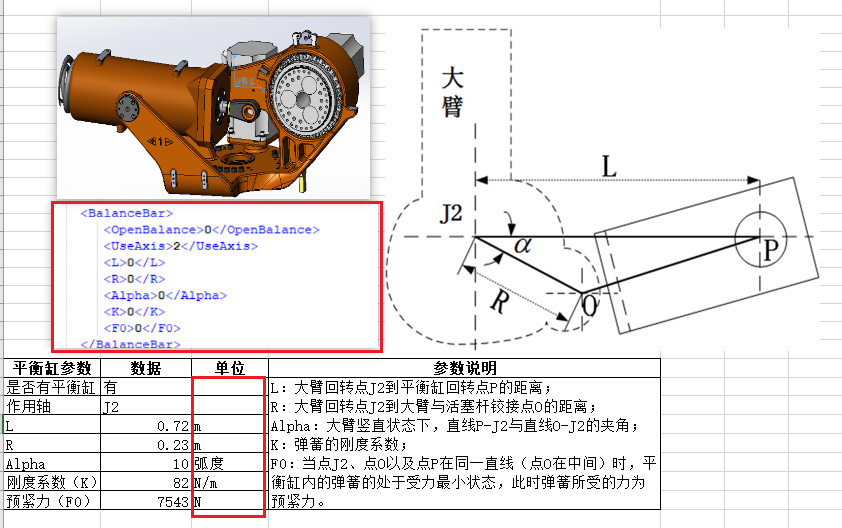 1
<BalanceBar>
<OpenBalance>0</OpenBalance>
<UseAxis>2</UseAxis>
<L>0</L>
<R>0</R>
<Alpha>0</Alpha>
<K>0</K>
<F0>0</F0>
</BalanceBar>
大臂
L
J2
α
P
R
O
平衡缸参数 数据 单位 参数说明
是否有平衡缸 有
作用轴 J2
L 0.72 m
R 0.23 m
Alpha 10 弧度
刚度系数（K） 82 N/m
预紧力（F0） 7543 N
L：大臂回转点J2到平衡缸回转点P的距离；
R：大臂回转点J2到大臂与活塞杆铰接点O的距离；
Alpha：大臂竖直状态下，直线P-J2与直线O-J2的夹角；
K：弹簧的刚度系数；
F0：当点J2、点O以及点P在同一直线（点O在中间）时，平
衡缸内的弹簧的处于受力最小状态，此时弹簧所受的力为
预紧力。